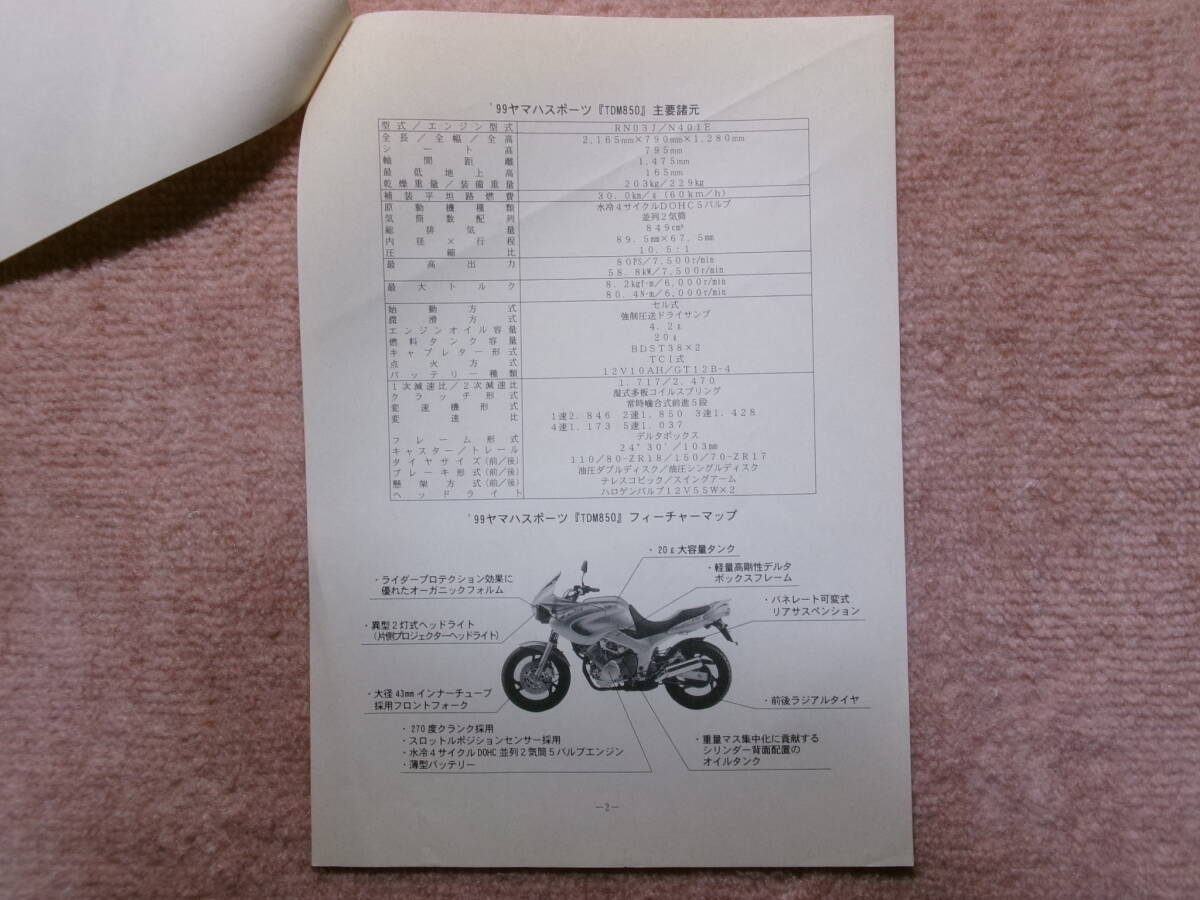 '99ヤマハスポーツ『TDM850』主要諸元
型式／エンジン型式 RN03J／N401E
全長／全幅／全高 2,165mm×790mm×1,280mm
シート高 795mm
軸間距離 1,475mm
最低地上高 165mm
乾燥重量／装備重量 203kg／229kg
舗装平坦路燃費 30.0km／ℓ (60km／h)
原動機種類 水冷4サイクルDOHC5バルブ
気筒数配列 並列2気筒
総排気量 849cm³
内径×行程 89.5mm×67.5mm
圧縮比 10.5：1
最高出力 80PS／7,500r/min
58.8kW／7,500r/min
最大トルク 8.2kgf·m／6,000r/min
80.4N·m／6,000r/min
始動方式 セル式
潤滑方式 強制圧送ドライサンプ
エンジンオイル容量 4.2ℓ
燃料タンク容量 20ℓ
キャブレター形式 BDST38×2
点火方式 TCI式
バッテリー種類 12V10AH／GT12B-4
1次減速比／2次減速比 1.717／2.470
クラッチ形式 湿式多板コイルスプリング
変速機形式 常時噛合式前進5段
変速比 1速2.846 2速1.850 3速1.428
4速1.173 5速1.037
フレーム形式 デルタボックス
キャスター／トレール 24°30′／103mm
タイヤサイズ(前／後) 110／80-ZR18／150／70-ZR17
ブレーキ形式(前／後) 油圧ダブルディスク／油圧シングルディスク
懸架方式(前／後) テレスコピック／スイングアーム
ヘッドライト ハロゲンバルブ12V55W×2
'99ヤマハスポーツ『TDM850』フィーチャーマップ
・20ℓ大容量タンク
・軽量高剛性デルタ
ボックスフレーム
・ライダープロテクション効果に
優れたオーガニックフォルム
・バネレート可変式
リアサスペンション
・異型2灯式ヘッドライト
(片側プロジェクターヘッドライト)
・大径43mmインナーチューブ
採用フロントフォーク
・前後ラジアルタイヤ
・270度クランク採用
・スロットルポジションセンサー採用
・水冷4サイクルDOHC並列2気筒5バルブエンジン
・薄型バッテリー
・重量マス集中化に貢献する
シリンダー背面配置の
オイルタンク
−2−